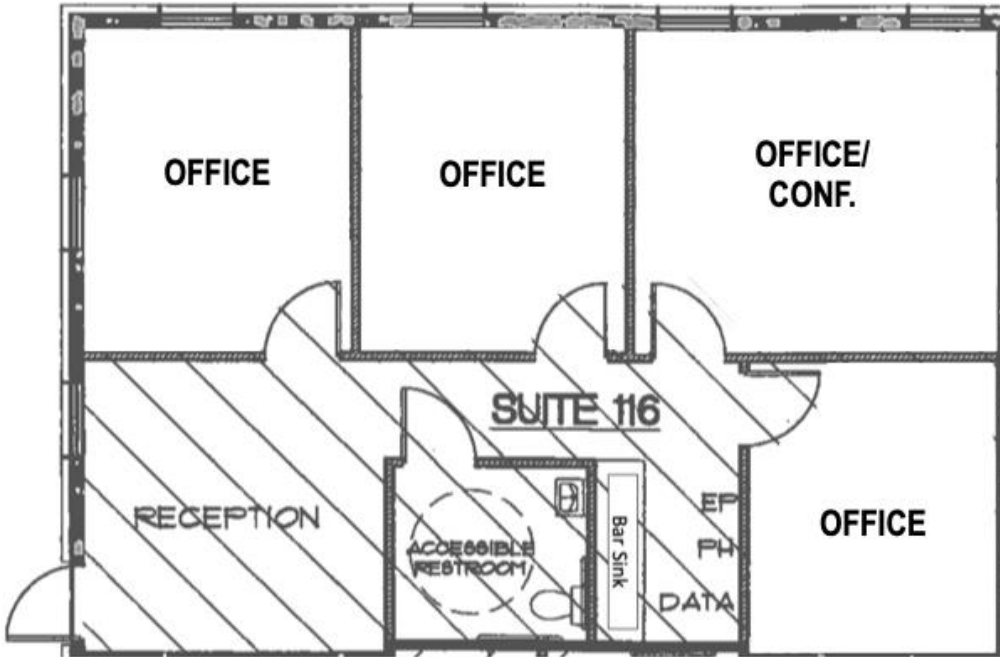 OFFICE
OFFICE
OFFICE/
CONF.
SUITE 116
RECEPTION
ACCESSIBLE
RESTROOM
Bar Sink
EP
PH
DATA
OFFICE